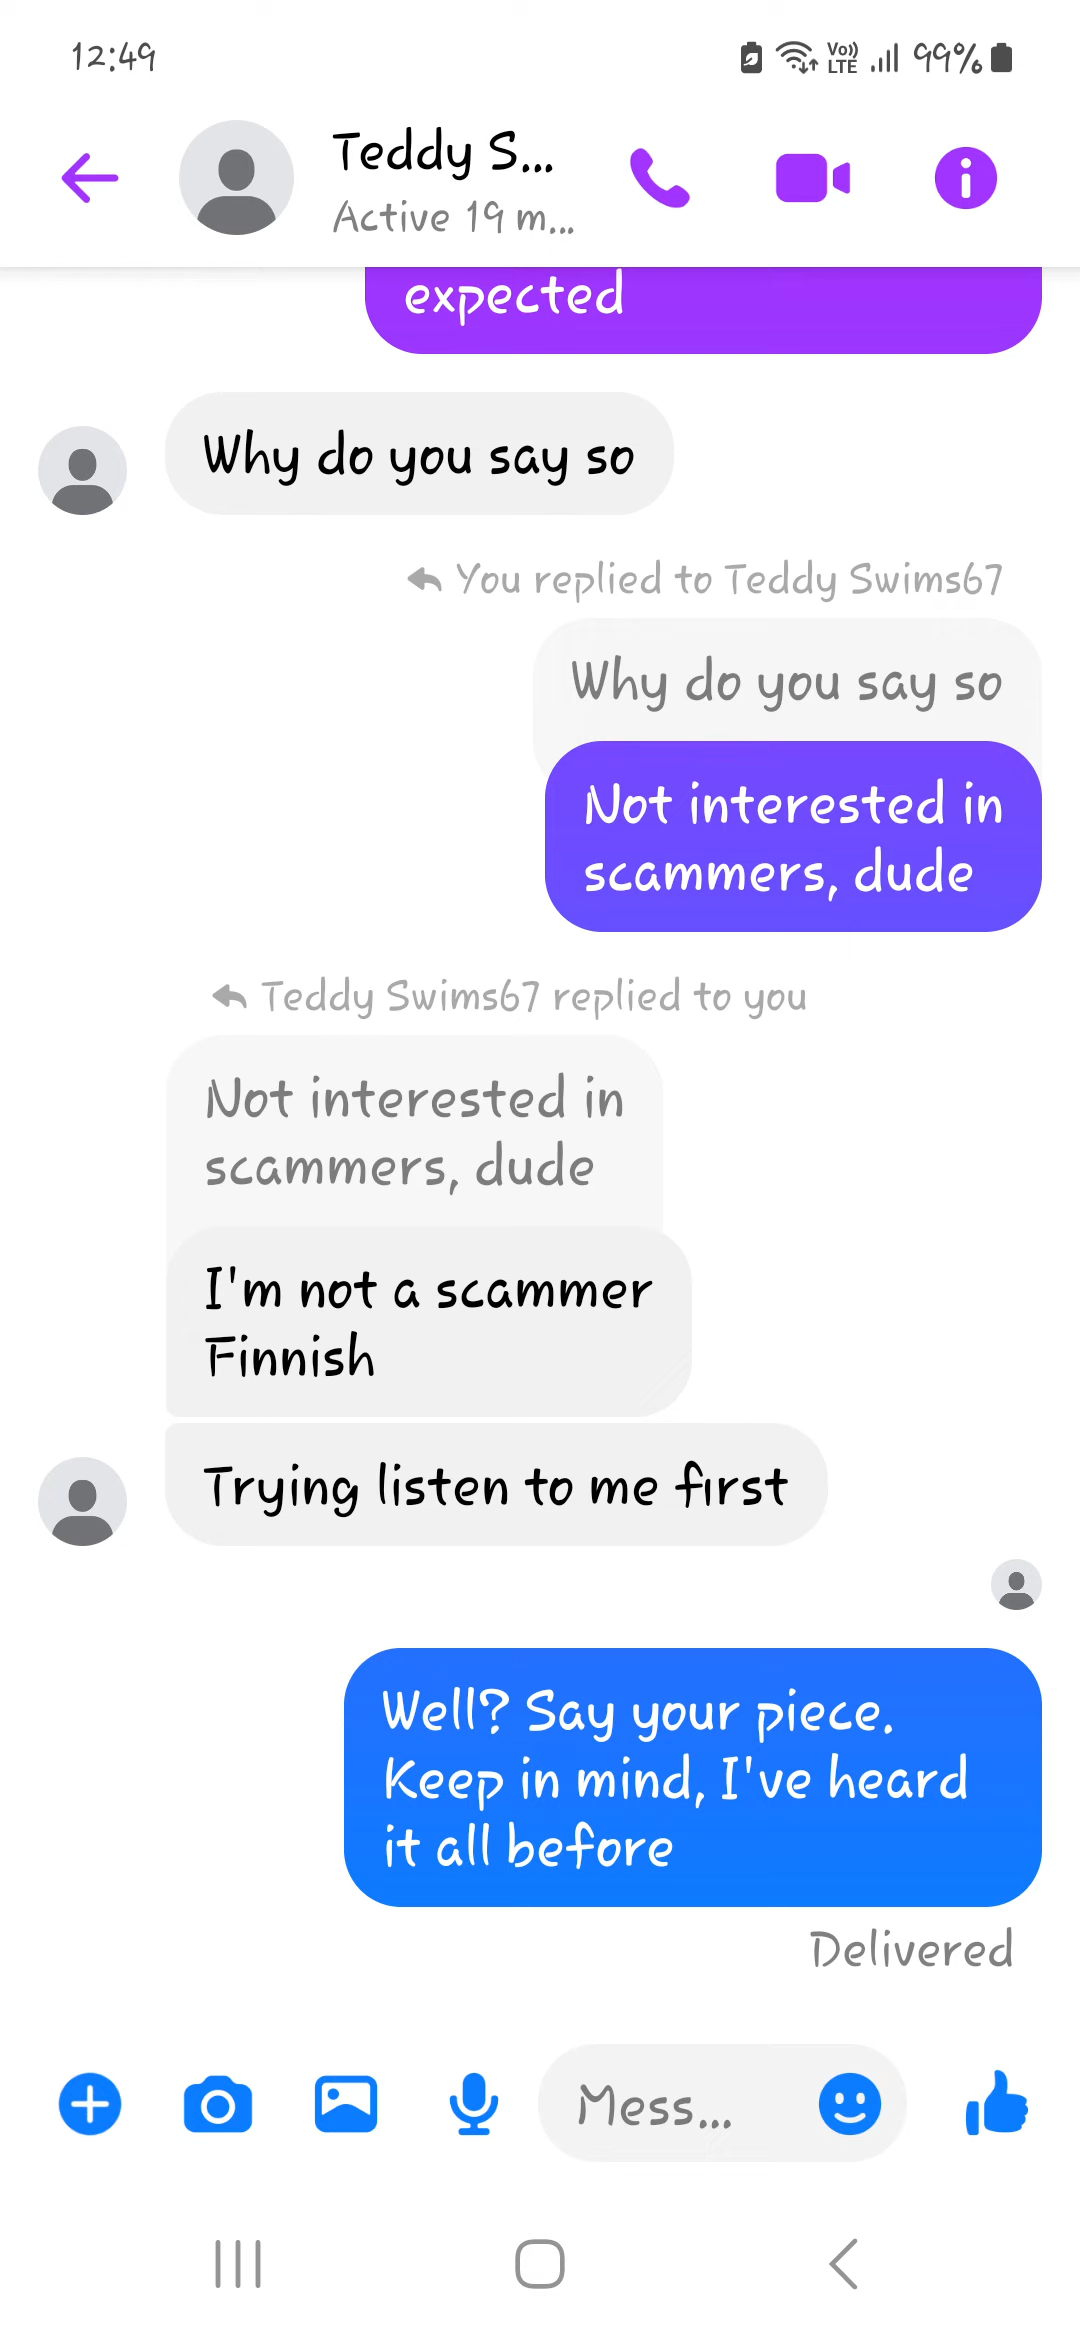 12:49
Vo)) LTE 99%
Teddy S...
Active 19 m...
expected
Why do you say so
You replied to Teddy Swims67
Why do you say so
Not interested in
scammers, dude
Teddy Swims67 replied to you
Not interested in
scammers, dude
I'm not a scammer
Finnish
Trying listen to me first
Well? Say your piece.
Keep in mind, I've heard
it all before
Delivered
Mess...